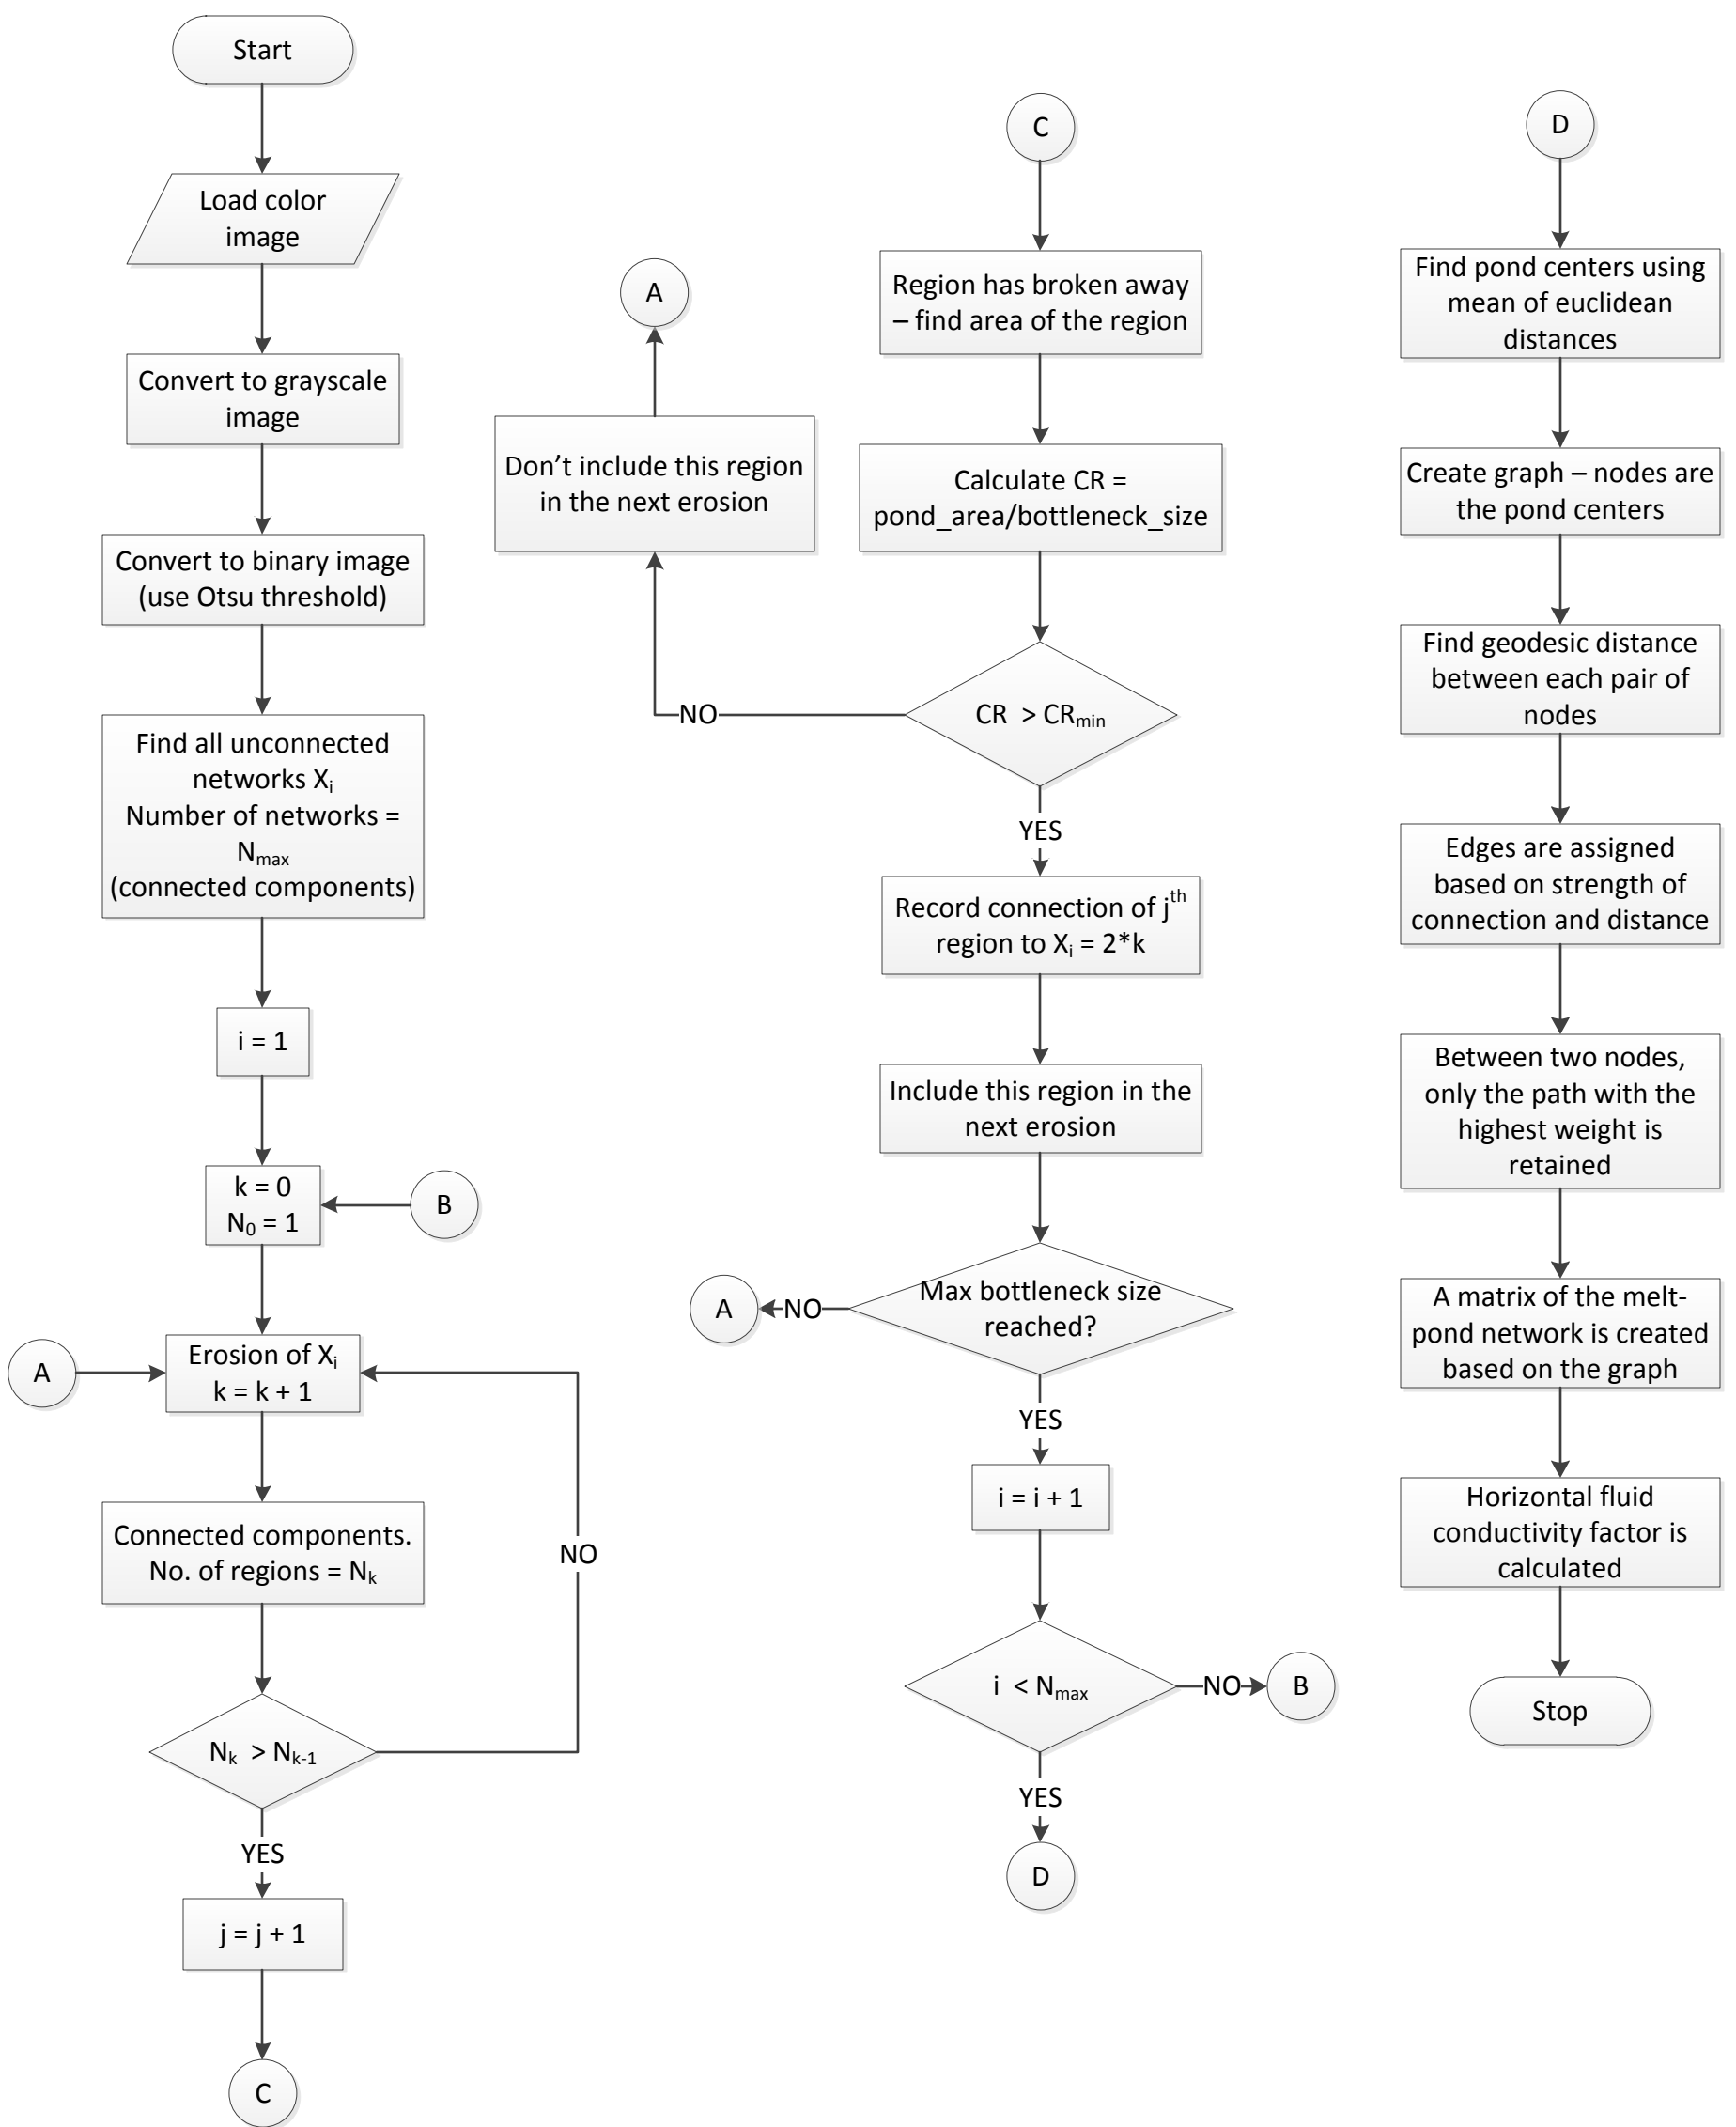 Start
Load color
image
Convert to grayscale
image
Convert to binary image
(use Otsu threshold)
Find all unconnected
networks Xi
Number of networks =
Nmax
(connected components)
i = 1
k = 0
N0 = 1
B
A
Erosion of Xi
k = k + 1
Connected components.
No. of regions = Nk
NO
Nk > Nk-1
YES
j = j + 1
C
C
Region has broken away
– find area of the region
A
Don’t include this region
in the next erosion
Calculate CR =
pond_area/bottleneck_size
NO
CR > CRmin
YES
Record connection of jth
region to Xi = 2*k
Include this region in the
next erosion
A
NO
Max bottleneck size
reached?
YES
i = i + 1
i < Nmax
NO
B
YES
D
D
Find pond centers using
mean of euclidean
distances
Create graph – nodes are
the pond centers
Find geodesic distance
between each pair of
nodes
Edges are assigned
based on strength of
connection and distance
Between two nodes,
only the path with the
highest weight is
retained
A matrix of the melt-
pond network is created
based on the graph
Horizontal fluid
conductivity factor is
calculated
Stop